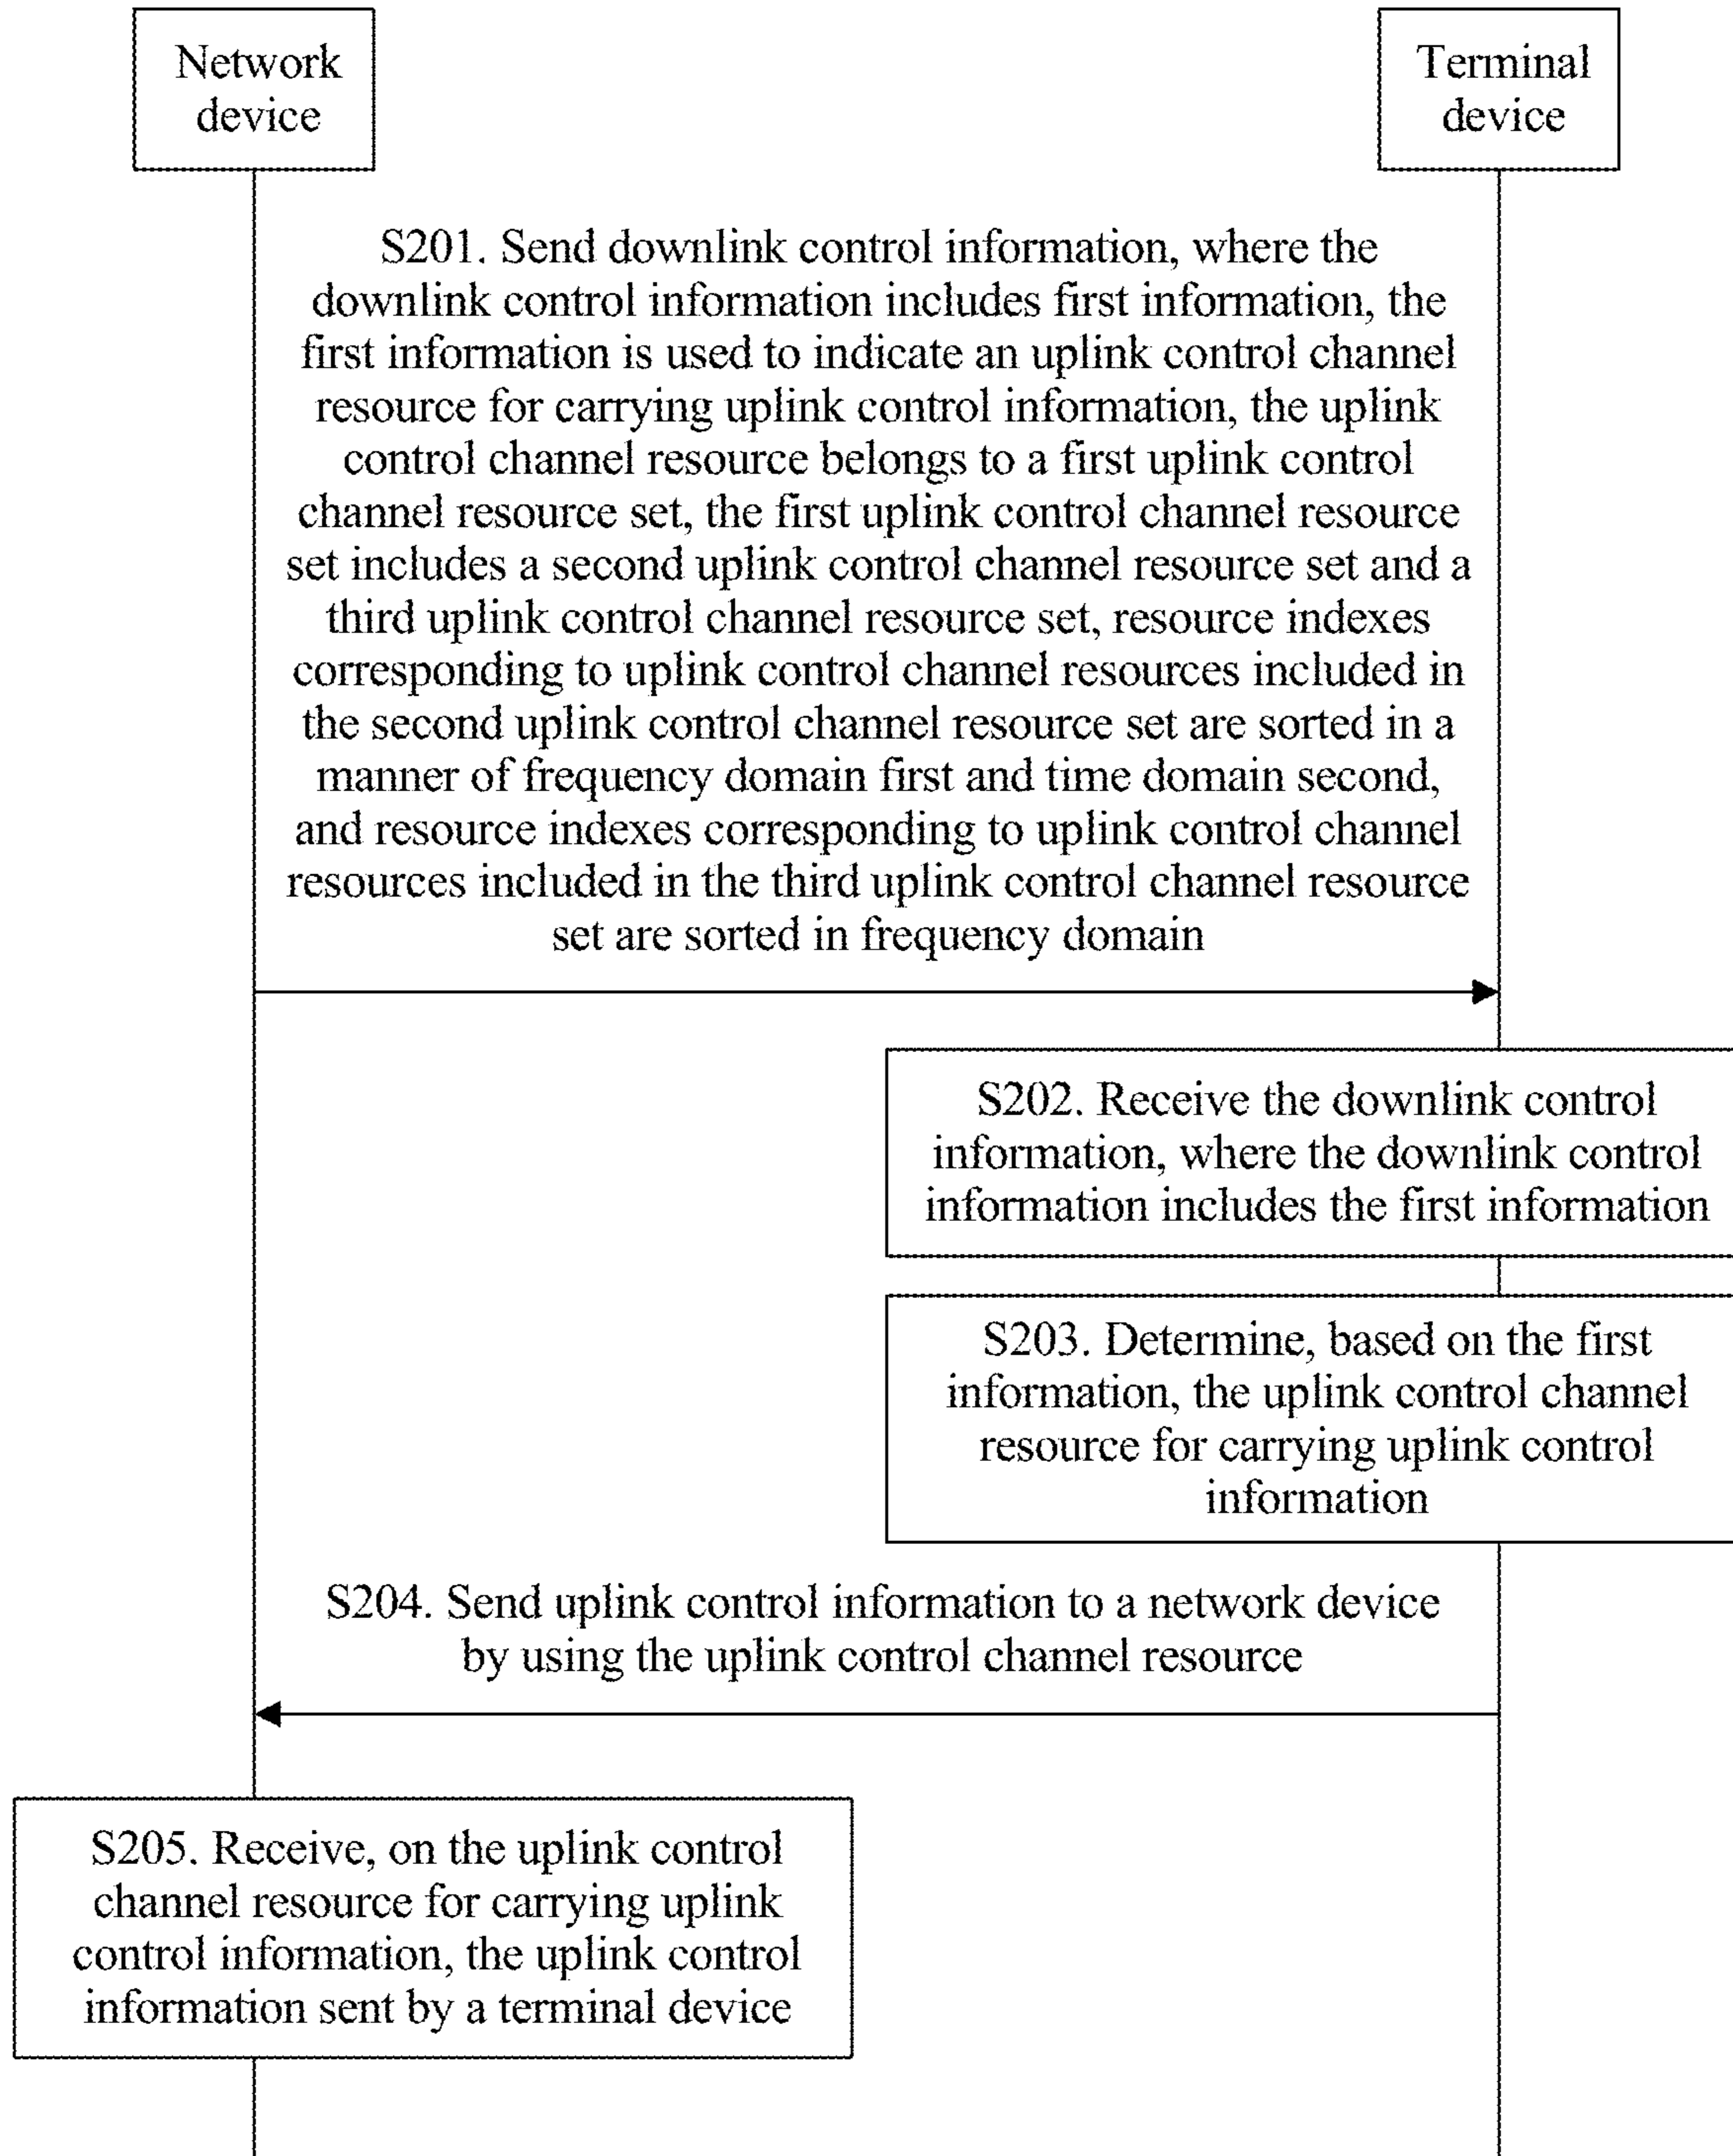 Network
device
Terminal
device
S201. Send downlink control information, where the
downlink control information includes first information, the
first information is used to indicate an uplink control channel
resource for carrying uplink control information, the uplink
control channel resource belongs to a first uplink control
channel resource set, the first uplink control channel resource
set includes a second uplink control channel resource set and a
third uplink control channel resource set, resource indexes
corresponding to uplink control channel resources included in
the second uplink control channel resource set are sorted in a
manner of frequency domain first and time domain second,
and resource indexes corresponding to uplink control channel
resources included in the third uplink control channel resource
set are sorted in frequency domain
S202. Receive the downlink control
information, where the downlink control
information includes the first information
S203. Determine, based on the first
information, the uplink control channel
resource for carrying uplink control
information
S204. Send uplink control information to a network device
by using the uplink control channel resource
S205. Receive, on the uplink control
channel resource for carrying uplink
control information, the uplink control
information sent by a terminal device